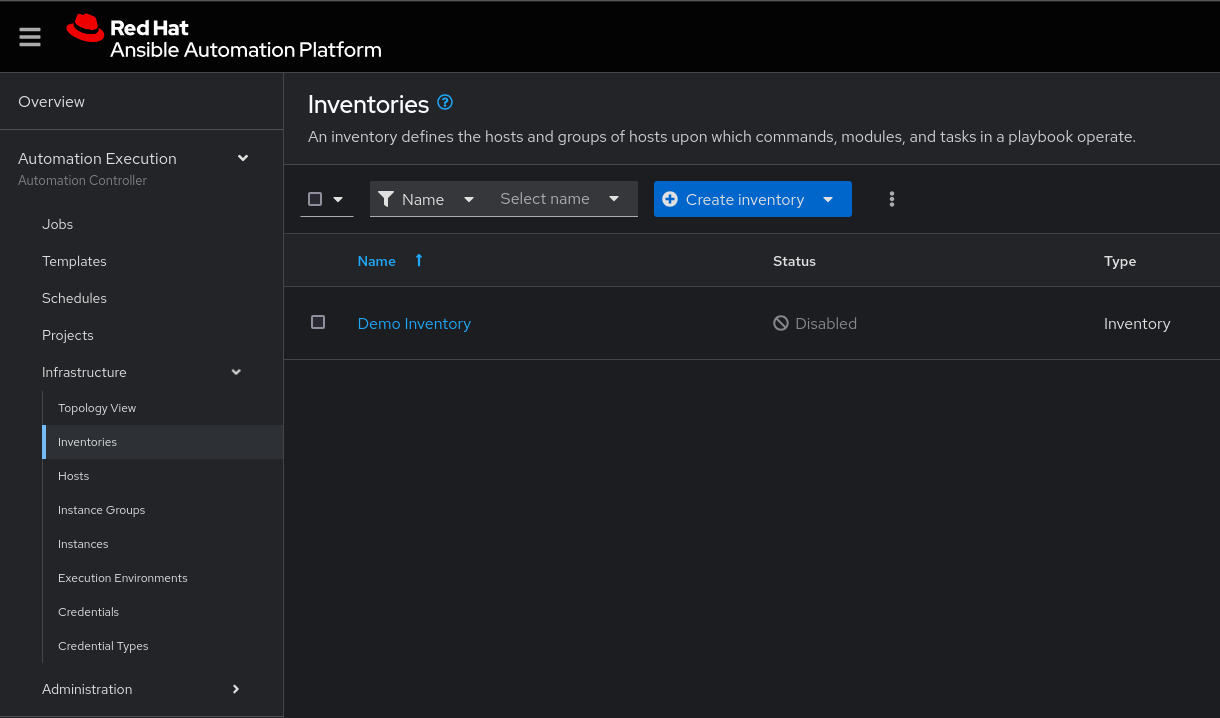 Red Hat
Ansible Automation Platform
Overview
Automation Execution
Automation Controller
Jobs
Templates
Schedules
Projects
Infrastructure
Topology View
Inventories
Hosts
Instance Groups
Instances
Execution Environments
Credentials
Credential Types
Administration
Inventories
An inventory defines the hosts and groups of hosts upon which commands, modules, and tasks in a playbook operate.
Name Select name Create inventory
Name Status Type
Demo Inventory Disabled Inventory